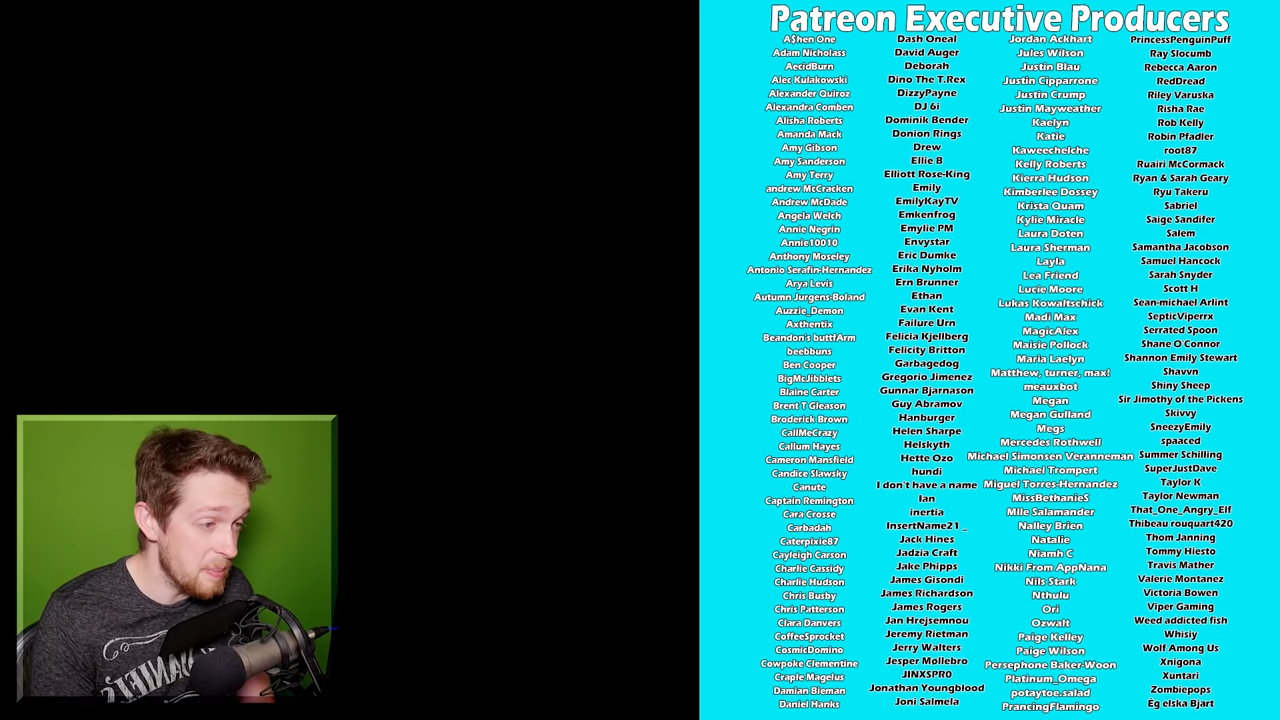 Patreon Executive Producers
A$hen One
Adam Nicholass
AecidBurn
Alec Kulakowski
Alexander Quiroz
Alexandra Comben
Alisha Roberts
Amanda Mack
Amy Gibson
Amy Sanderson
Amy Terry
andrew McCracken
Andrew McDade
Angela Welch
Annie Negrin
Annie10010
Anthony Moseley
Antonio Serafin-Hernandez
Arya Levis
Autumn Jurgens-Boland
Auzzie_Demon
Axthentix
Beandon's buttfArm
beebbuns
Ben Cooper
BigMcJibblets
Blaine Carter
Brent T Gleason
Broderick Brown
CallMeCrazy
Callum Hayes
Cameron Mansfield
Candice Slawsky
Canute
Captain Remington
Cara Crosse
Carbadah
Caterpixie87
Cayleigh Carson
Charlie Cassidy
Charlie Hudson
Chris Busby
Chris Patterson
Clara Danvers
CoffeeSprocket
CosmicDomino
Cowpoke Clementine
Craple Magelus
Damian Bieman
Daniel Hanks
Dash Oneal
David Auger
Deborah
Dino The T.Rex
DizzyPayne
DJ 6i
Dominik Bender
Donion Rings
Drew
Ellie B
Elliott Rose-King
Emily
EmilyKayTV
Emkenfrog
Emylie PM
Envystar
Eric Dumke
Erika Nyholm
Ern Brunner
Ethan
Evan Kent
Failure Urn
Felicia Kjellberg
Felicity Britton
Garbagedog
Gregorio Jimenez
Gunnar Bjarnason
Guy Abramov
Hanburger
Helen Sharpe
Helskyth
Hette Ozo
hundi
I don't have a name
Ian
inertia
InsertName21 _
Jack Hines
Jadzia Craft
Jake Phipps
James Gisondi
James Richardson
James Rogers
Jan Hrejsemnou
Jeremy Rietman
Jerry Walters
Jesper Møllebro
JINXSPR0
Jonathan Youngblood
Joni Salmela
Jordan Ackhart
Jules Wilson
Justin Blau
Justin Cipparrone
Justin Crump
Justin Mayweather
Kaelyn
Katie
Kaweechelche
Kelly Roberts
Kierra Hudson
Kimberlee Dossey
Krista Quam
Kylie Miracle
Laura Doten
Laura Sherman
Layla
Lea Friend
Lucie Moore
Lukas Kowaltschick
Madi Max
MagicAlex
Maisie Pollock
Maria Laelyn
Matthew, turner, max!
meauxbot
Megan
Megan Gulland
Megs
Mercedes Rothwell
Michael Simonsen Veranneman
Michael Trompert
Miguel Torres-Hernandez
MissBethanieS
Mlle Salamander
Nalley Brien
Natalie
Niamh C
Nikki From AppNana
Nils Stark
Nthulu
Ori
Ozwalt
Paige Kelley
Paige Wilson
Persephone Baker-Woon
Platinum_Omega
potaytoe.salad
PrancingFlamingo
PrincessPenguinPuff
Ray Slocumb
Rebecca Aaron
RedDread
Riley Varuska
Risha Rae
Rob Kelly
Robin Pfadler
root87
Ruairi McCormack
Ryan & Sarah Geary
Ryu Takeru
Sabriel
Saige Sandifer
Salem
Samantha Jacobson
Samuel Hancock
Sarah Snyder
Scott H
Sean-michael Arlint
SepticViperrx
Serrated Spoon
Shane O Connor
Shannon Emily Stewart
Shavvn
Shiny Sheep
Sir Jimothy of the Pickens
Skivvy
SneezyEmily
spaaced
Summer Schilling
SuperJustDave
Taylor K
Taylor Newman
That_One_Angry_Elf
Thibeau rouquart420
Thom Janning
Tommy Hiesto
Travis Mather
Valerie Montanez
Victoria Bowen
Viper Gaming
Weed addicted fish
Whisiy
Wolf Among Us
Xnigona
Xuntari
Zombiepops
Ég elska Bjart